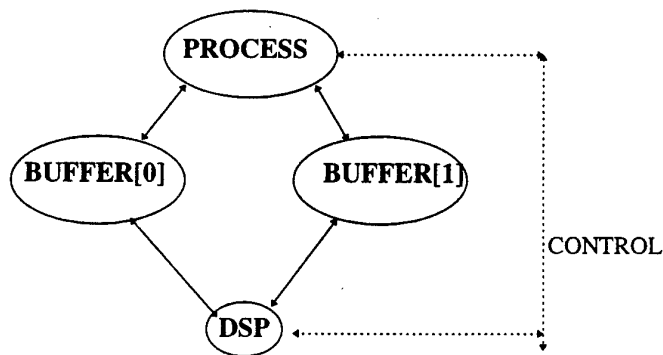 PROCESS
BUFFER[0]
BUFFER[1]
CONTROL
DSP